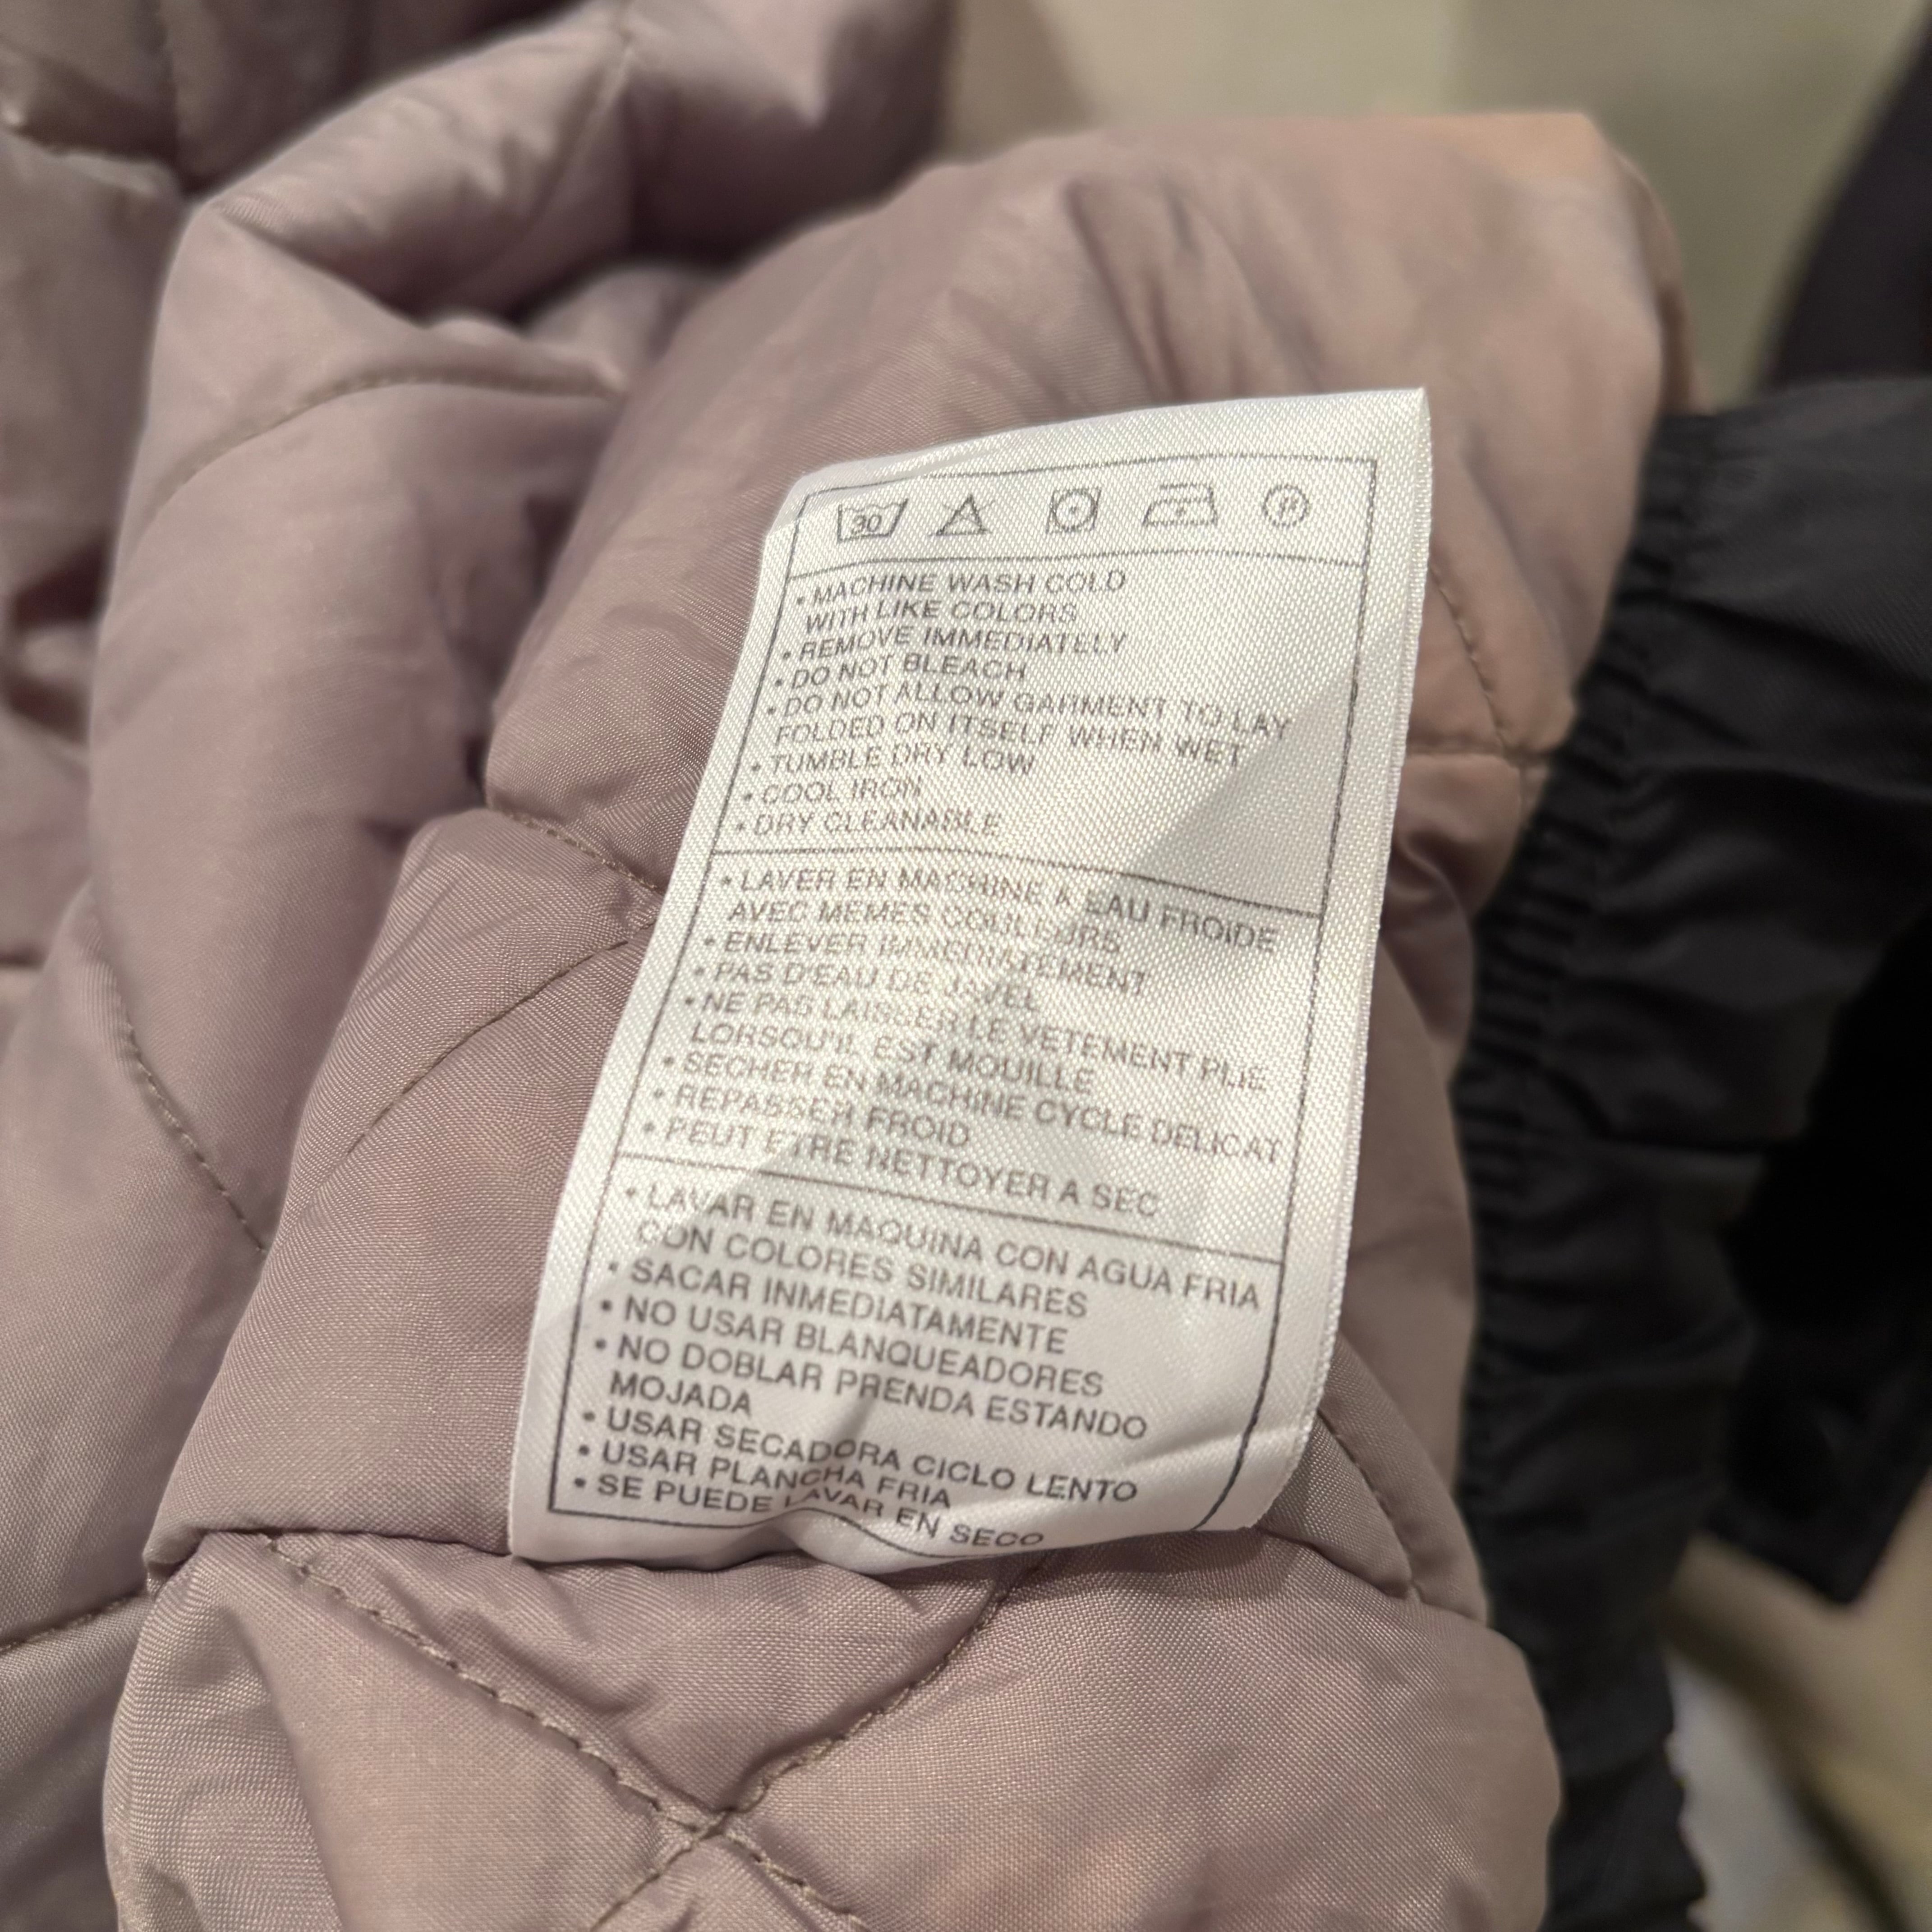 30 P
• MACHINE WASH COLD
WITH LIKE COLORS
• REMOVE IMMEDIATELY
• DO NOT BLEACH
• DO NOT ALLOW GARMENT TO LAY
FOLDED ON ITSELF WHEN WET
• TUMBLE DRY LOW
• COOL IRON
• DRY CLEANABLE
• LAVER EN MACHINE A EAU FROIDE
AVEC MEMES COULEURS
• ENLEVER IMMEDIATEMENT
• PAS D'EAU DE JAVEL
• NE PAS LAISSER LE VETEMENT PLIE
LORSQU'IL EST MOUILLE
• SECHER EN MACHINE CYCLE DELICAT
• REPASSER FROID
• PEUT ETRE NETTOYER A SEC
• LAVAR EN MAQUINA CON AGUA FRIA
CON COLORES SIMILARES
• SACAR INMEDIATAMENTE
• NO USAR BLANQUEADORES
• NO DOBLAR PRENDA ESTANDO
MOJADA
• USAR SECADORA CICLO LENTO
• USAR PLANCHA FRIA
• SE PUEDE LAVAR EN SECO